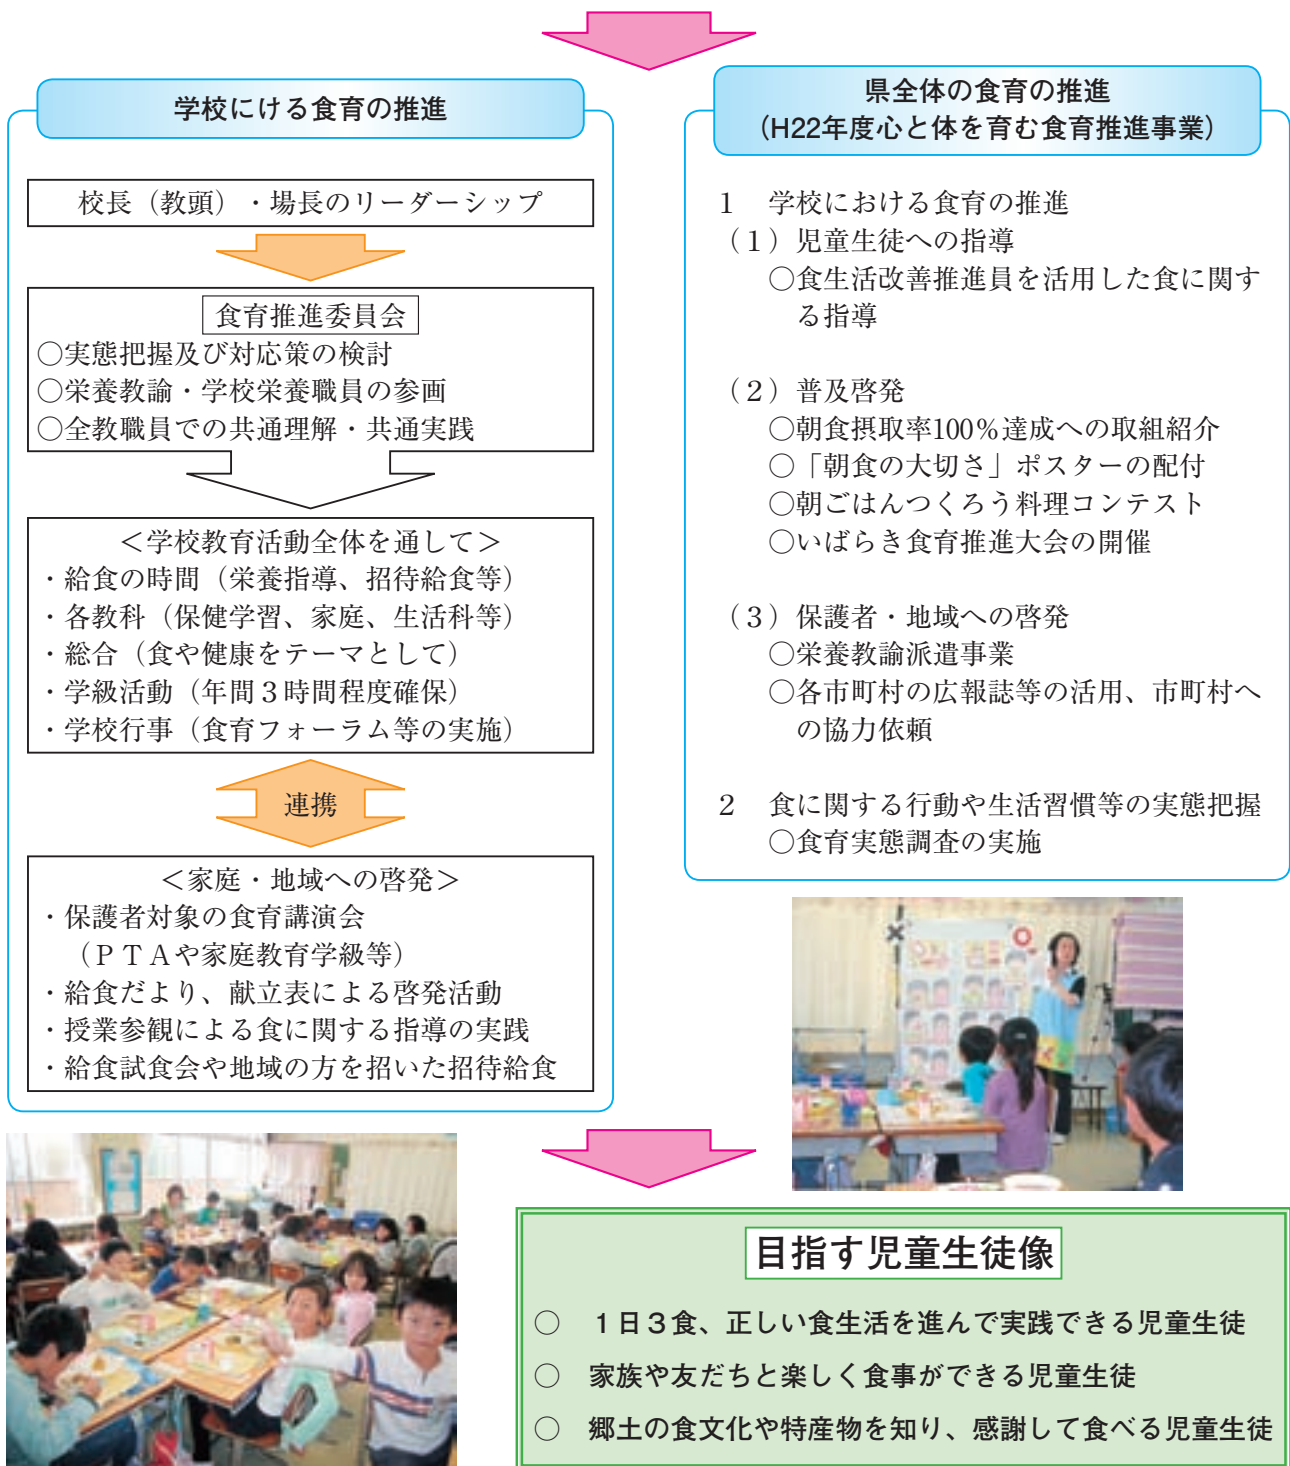 学校にける食育の推進
校長（教頭）・場長のリーダーシップ
食育推進委員会
○実態把握及び対応策の検討
○栄養教諭・学校栄養職員の参画
○全教職員での共通理解・共通実践
＜学校教育活動全体を通して＞
・給食の時間（栄養指導、招待給食等）
・各教科（保健学習、家庭、生活科等）
・総合（食や健康をテーマとして）
・学級活動（年間３時間程度確保）
・学校行事（食育フォーラム等の実施）
連携
＜家庭・地域への啓発＞
・保護者対象の食育講演会
（ＰＴＡや家庭教育学級等）
・給食だより、献立表による啓発活動
・授業参観による食に関する指導の実践
・給食試食会や地域の方を招いた招待給食
県全体の食育の推進
（H22年度心と体を育む食育推進事業）
１　学校における食育の推進
（１）児童生徒への指導
○食生活改善推進員を活用した食に関す
る指導
（２）普及啓発
○朝食摂取率100％達成への取組紹介
○「朝食の大切さ」ポスターの配付
○朝ごはんつくろう料理コンテスト
○いばらき食育推進大会の開催
（３）保護者・地域への啓発
○栄養教諭派遣事業
○各市町村の広報誌等の活用、市町村へ
の協力依頼
２　食に関する行動や生活習慣等の実態把握
○食育実態調査の実施
目指す児童生徒像
○　１日３食、正しい食生活を進んで実践できる児童生徒
○　家族や友だちと楽しく食事ができる児童生徒
○　郷土の食文化や特産物を知り、感謝して食べる児童生徒